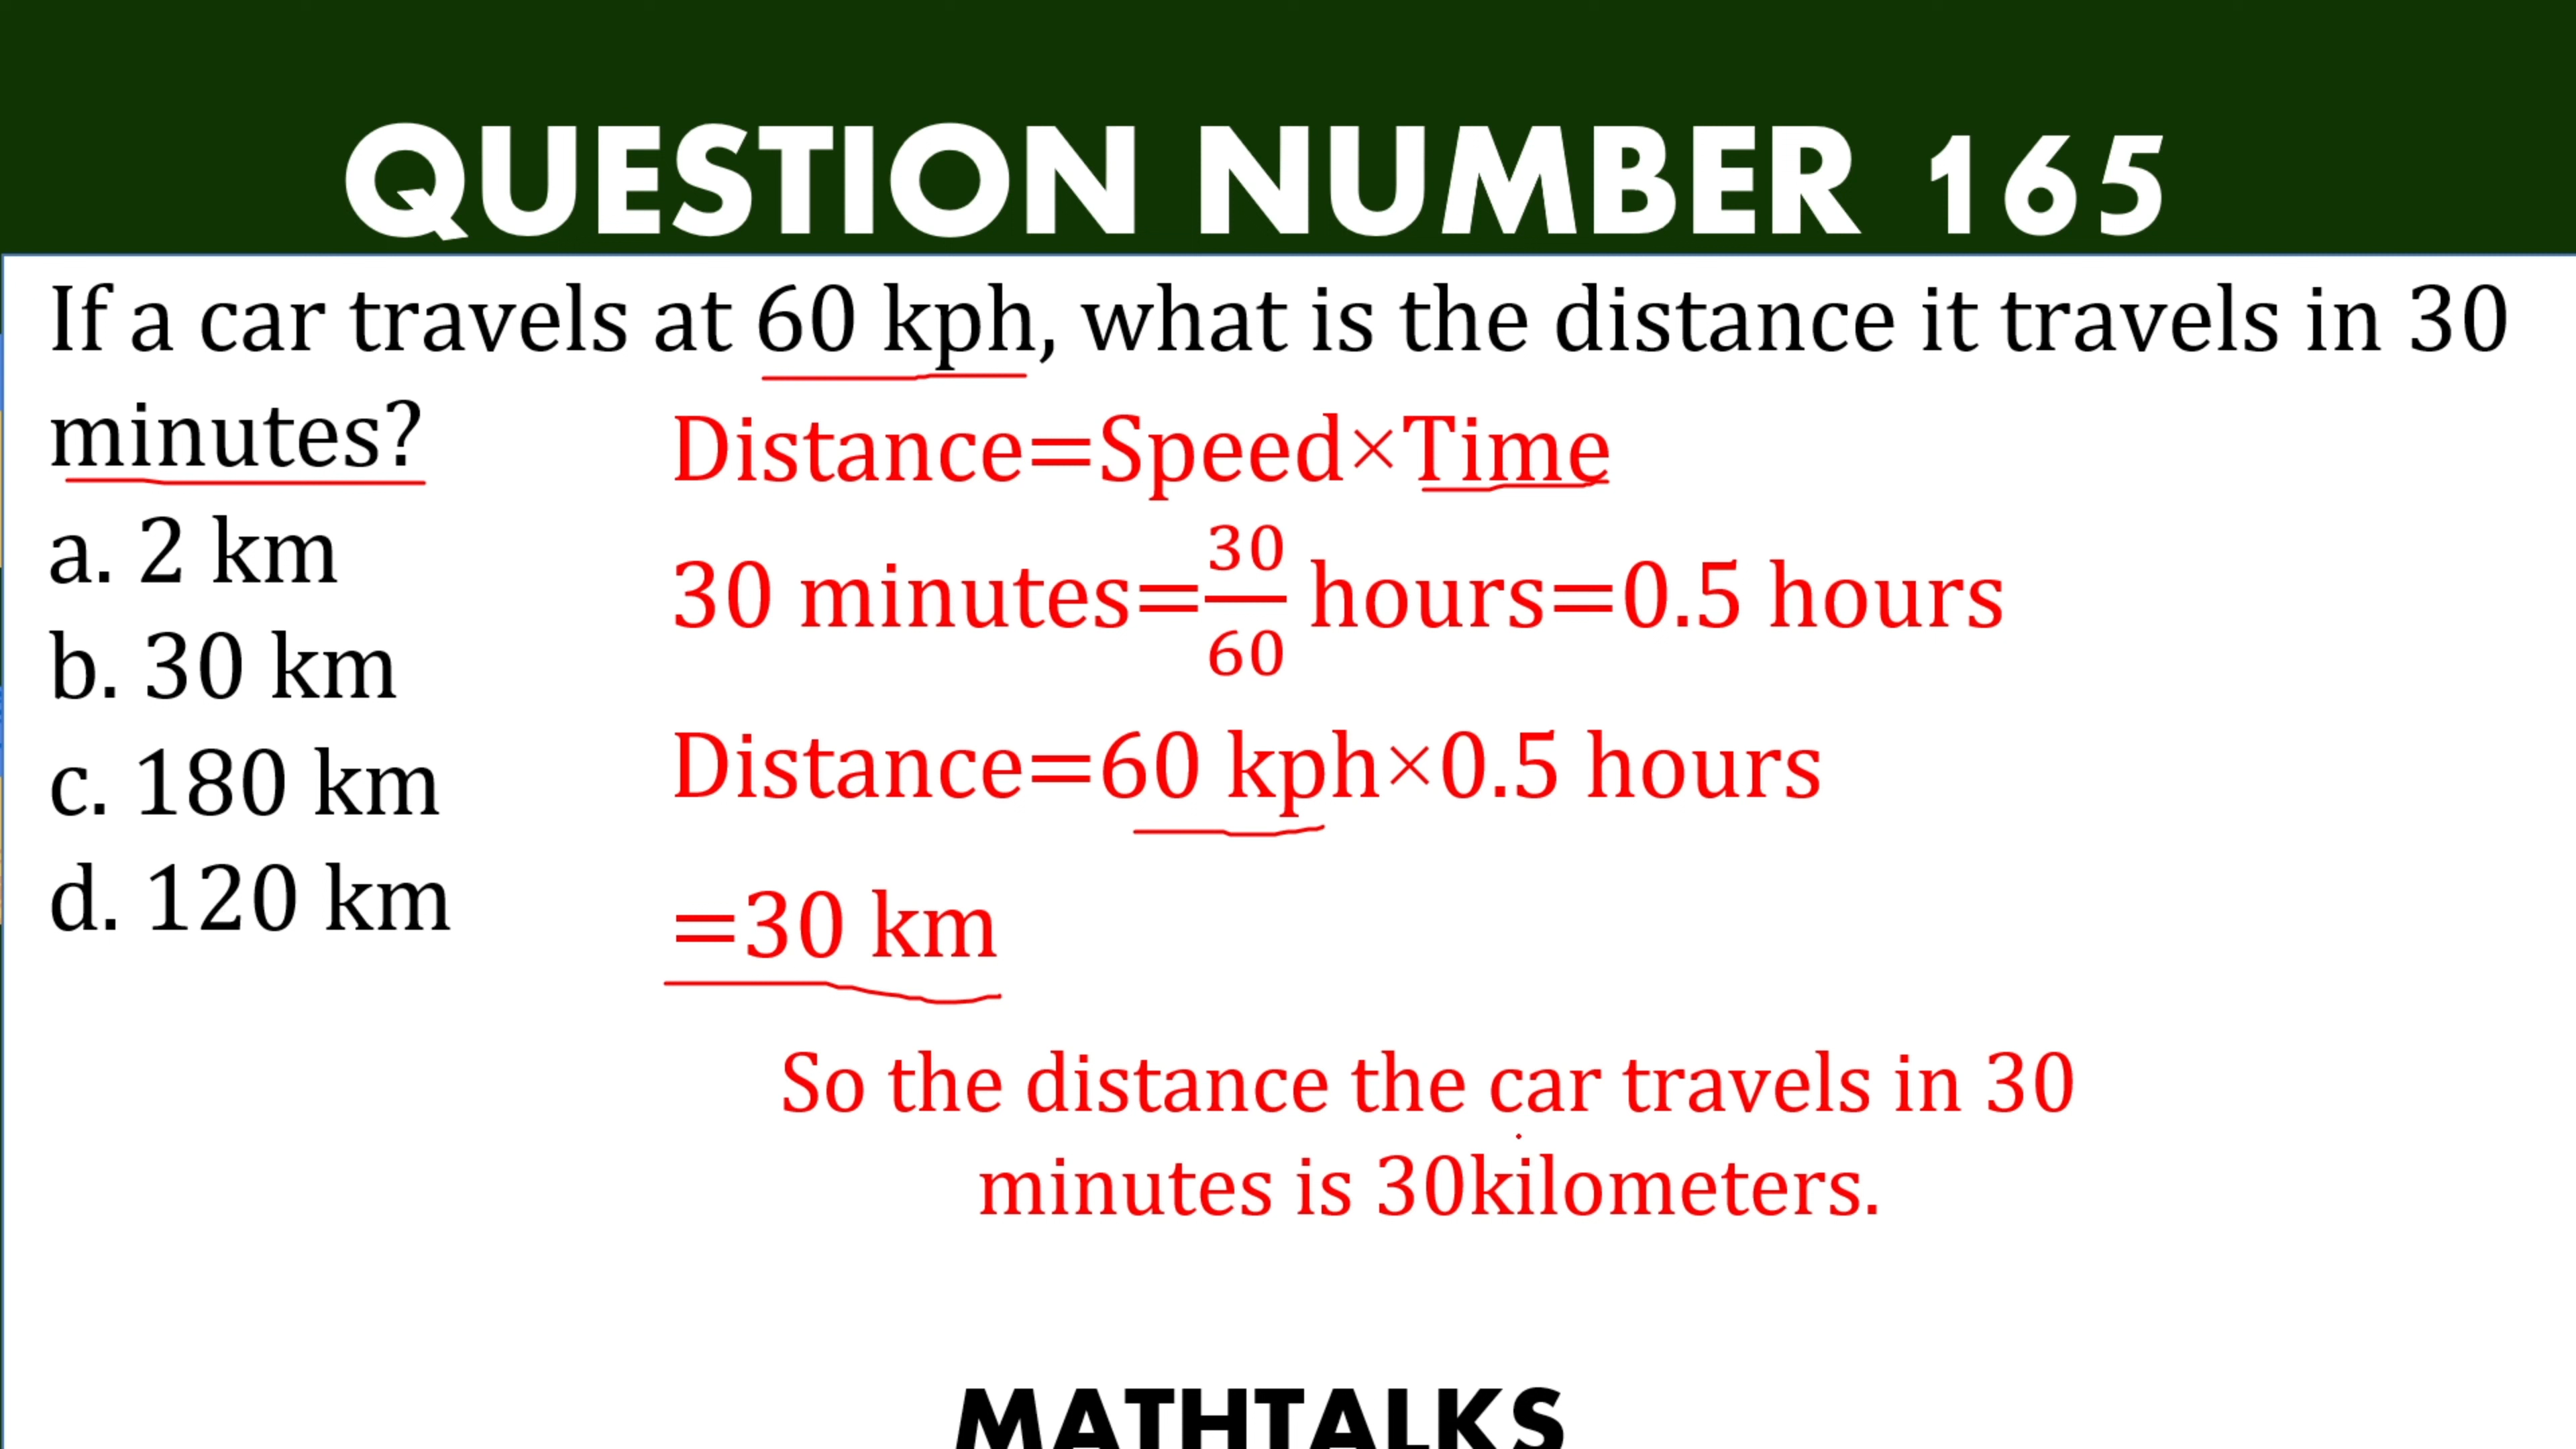 QUESTION NUMBER 165
If a car travels at 60 kph, what is the distance it travels in 30
minutes?
a. 2 km
b. 30 km
c. 180 km
d. 120 km
Distance=Speed×Time
30 minutes=30/60 hours=0.5 hours
Distance=60 kph×0.5 hours
=30 km
So the distance the car travels in 30
minutes is 30kilometers.
MATHTALKS